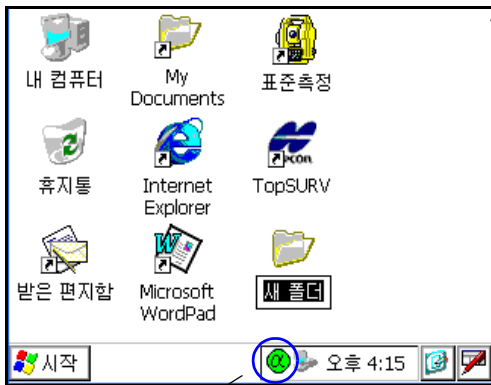 내 컴퓨터
My
Documents
표준측정
휴지통
Internet
Explorer
TopSURV
받은 편지함
Microsoft
WordPad
새 폴더
시작
α
오후 4:15